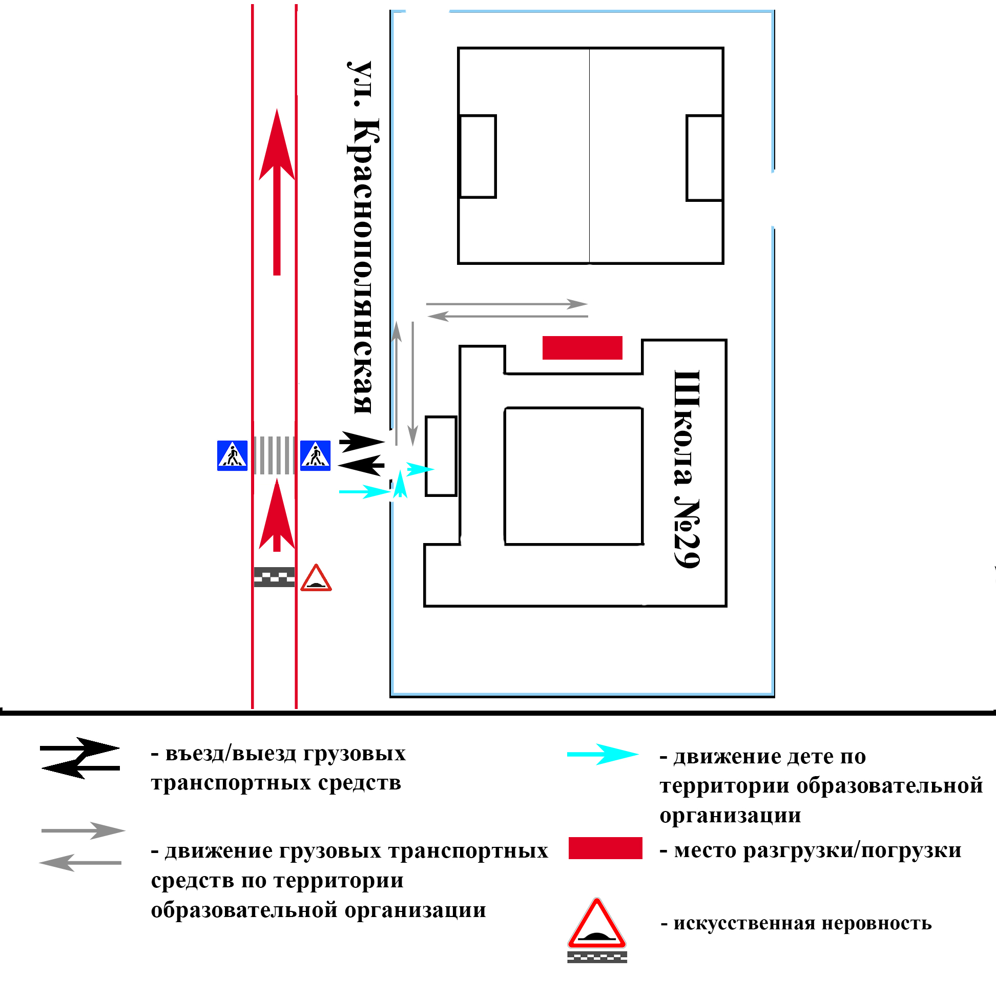 ул. Краснополянская
Школа №29
- въезд/выезд грузовых
транспортных средств
- движение грузовых транспортных
средств по территории
образовательной организации
- движение дете по
территории образовательной
организации
- место разгрузки/погрузки
- искусственная неровность